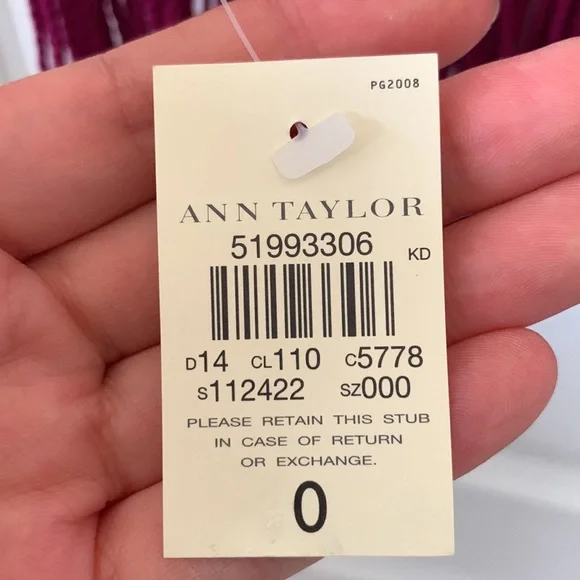 PG2008
ANN TAYLOR
51993306 KD
D14 CL110 C5778
S112422 SZ000
PLEASE RETAIN THIS STUB
IN CASE OF RETURN
OR EXCHANGE.
0